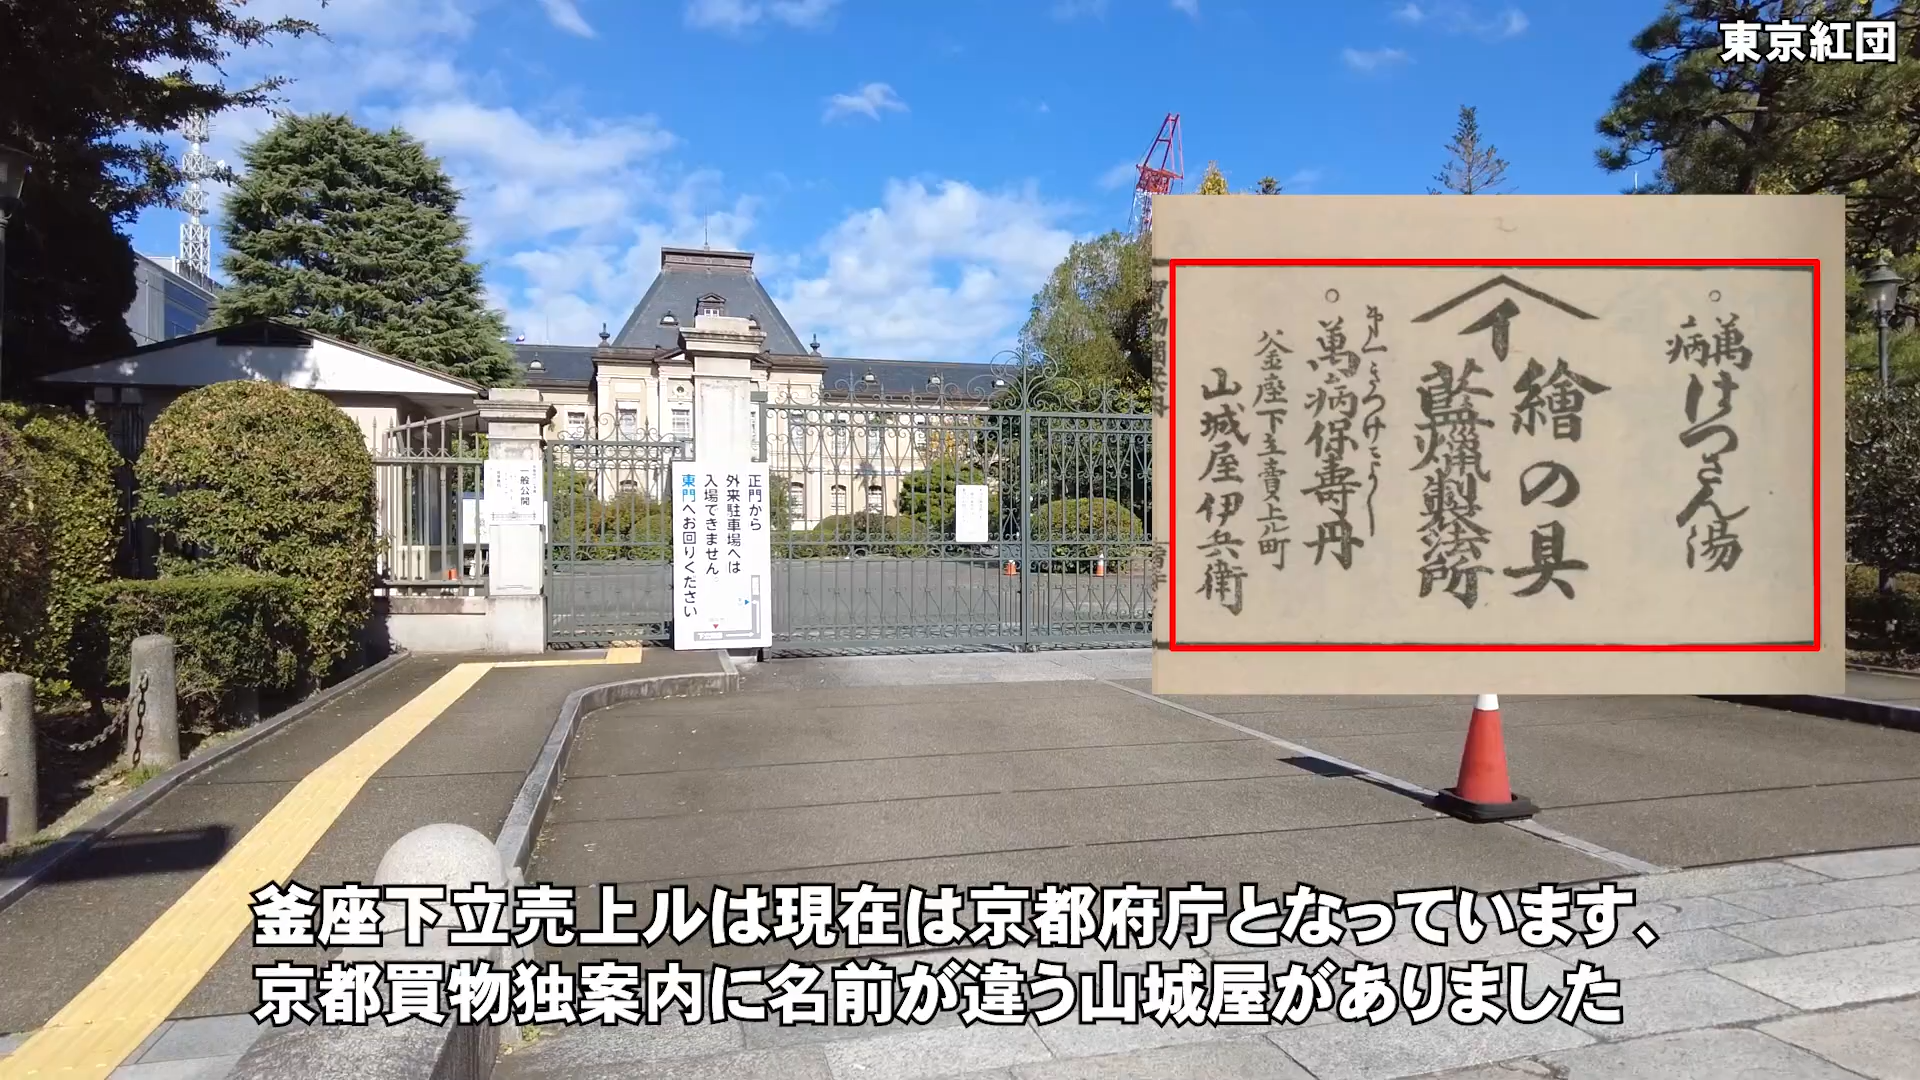 東京紅団
萬病
けつさん湯
イ
繪の具
藍蝋製法所
萬病保壽丹
釜座下立賣上ル町
山城屋伊兵衛
一般公開
正門から
外来駐車場へは
入場できません。
東門へお回りください
釜座下立売上ルは現在は京都府庁となっています、
京都買物独案内に名前が違う山城屋がありました